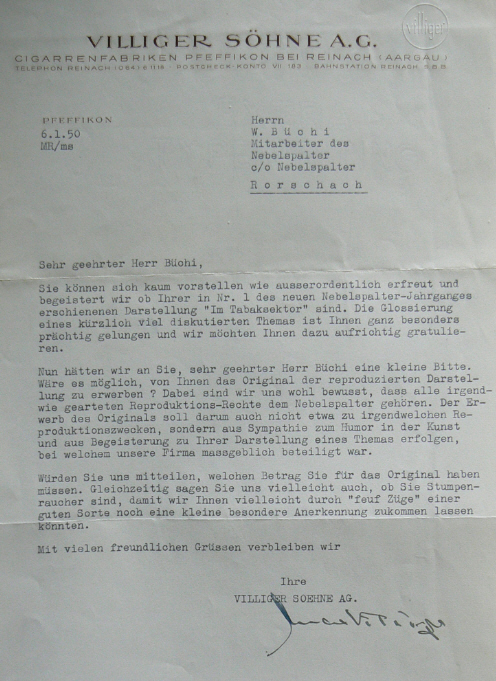 villiger
VILLIGER SÖHNE A.G.
CIGARRENFABRIKEN PFEFFIKON BEI REINACH (AARGAU)
TELEPHON REINACH (064) 6 11 18 · POSTCHECK-KONTO VII 183 · BAHNSTATION REINACH S.B.B.
PFEFFIKON
6.1.50
MR/ms
Herrn
W. B ü c h i
Mitarbeiter des
Nebelspalter
c/o Nebelspalter
R o r s c h a c h
Sehr geehrter Herr Büchi,
Sie können sich kaum vorstellen wie ausserordentlich erfreut und
begeistert wir ob Ihrer in Nr. 1 des neuen Nebelspalter-Jahrganges
erschienenen Darstellung "Im Tabaksektor" sind. Die Glossierung
eines kürzlich viel diskutierten Themas ist Ihnen ganz besonders
prächtig gelungen und wir möchten Ihnen dazu aufrichtig gratulie-
ren.
Nun hätten wir an Sie, sehr geehrter Herr Büchi eine kleine Bitte.
Wäre es möglich, von Ihnen das Original der reproduzierten Darstel-
lung zu erwerben ? Dabei sind wir uns wohl bewusst, dass alle irgend-
wie gearteten Reproduktions-Rechte dem Nebelspalter gehören. Der Er-
werb des Originals soll darum auch nicht etwa zu irgendwelchen Re-
produktionszwecken, sondern aus Sympathie zum Humor in der Kunst
und aus Begeisterung zu Ihrer Darstellung eines Themas erfolgen,
bei welchem unsere Firma massgeblich beteiligt war.
Würden Sie uns mitteilen, welchen Betrag Sie für das Original haben
müssen. Gleichzeitig sagen Sie uns vielleicht auch, ob Sie Stumpen-
raucher sind, damit wir Ihnen vielleicht durch "feuf Züge" einer
guten Sorte noch eine kleine besondere Anerkennung zukommen lassen
könnten.
Mit vielen freundlichen Grüssen verbleiben wir
Ihre
VILLIGER SOEHNE AG.